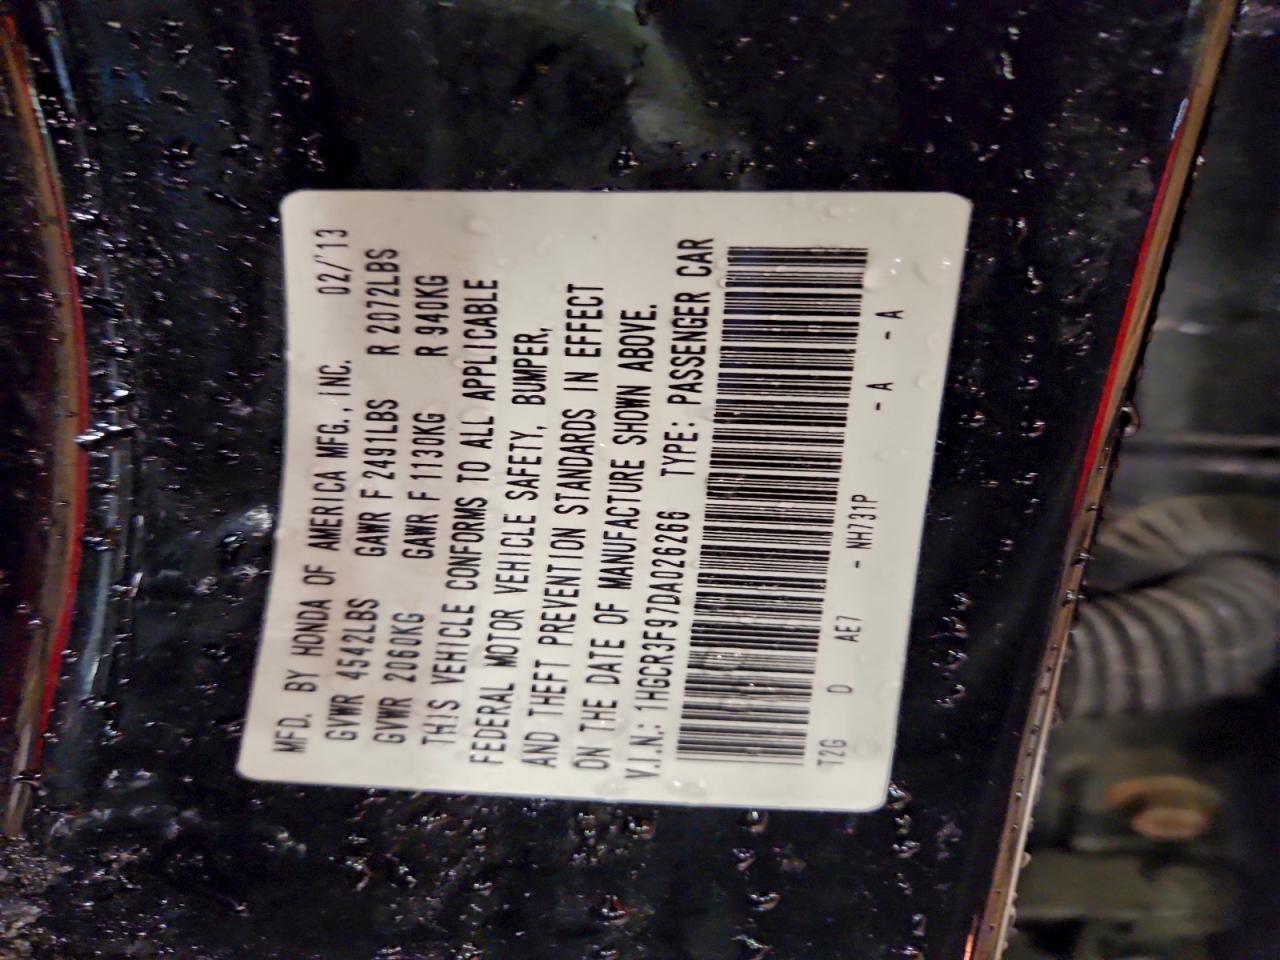 MFD. BY HONDA OF AMERICA MFG., INC. 02/'13
GVWR 4542LBS GAWR F 2491LBS R 2072LBS
GVWR 2060KG GAWR F 1130KG R 940KG
THIS VEHICLE CONFORMS TO ALL APPLICABLE
FEDERAL MOTOR VEHICLE SAFETY, BUMPER,
AND THEFT PREVENTION STANDARDS IN EFFECT
ON THE DATE OF MANUFACTURE SHOWN ABOVE.
V.I.N.: 1HGCR3F97DA026266 TYPE: PASSENGER CAR
T2G D AE7 - NH731P - A - A